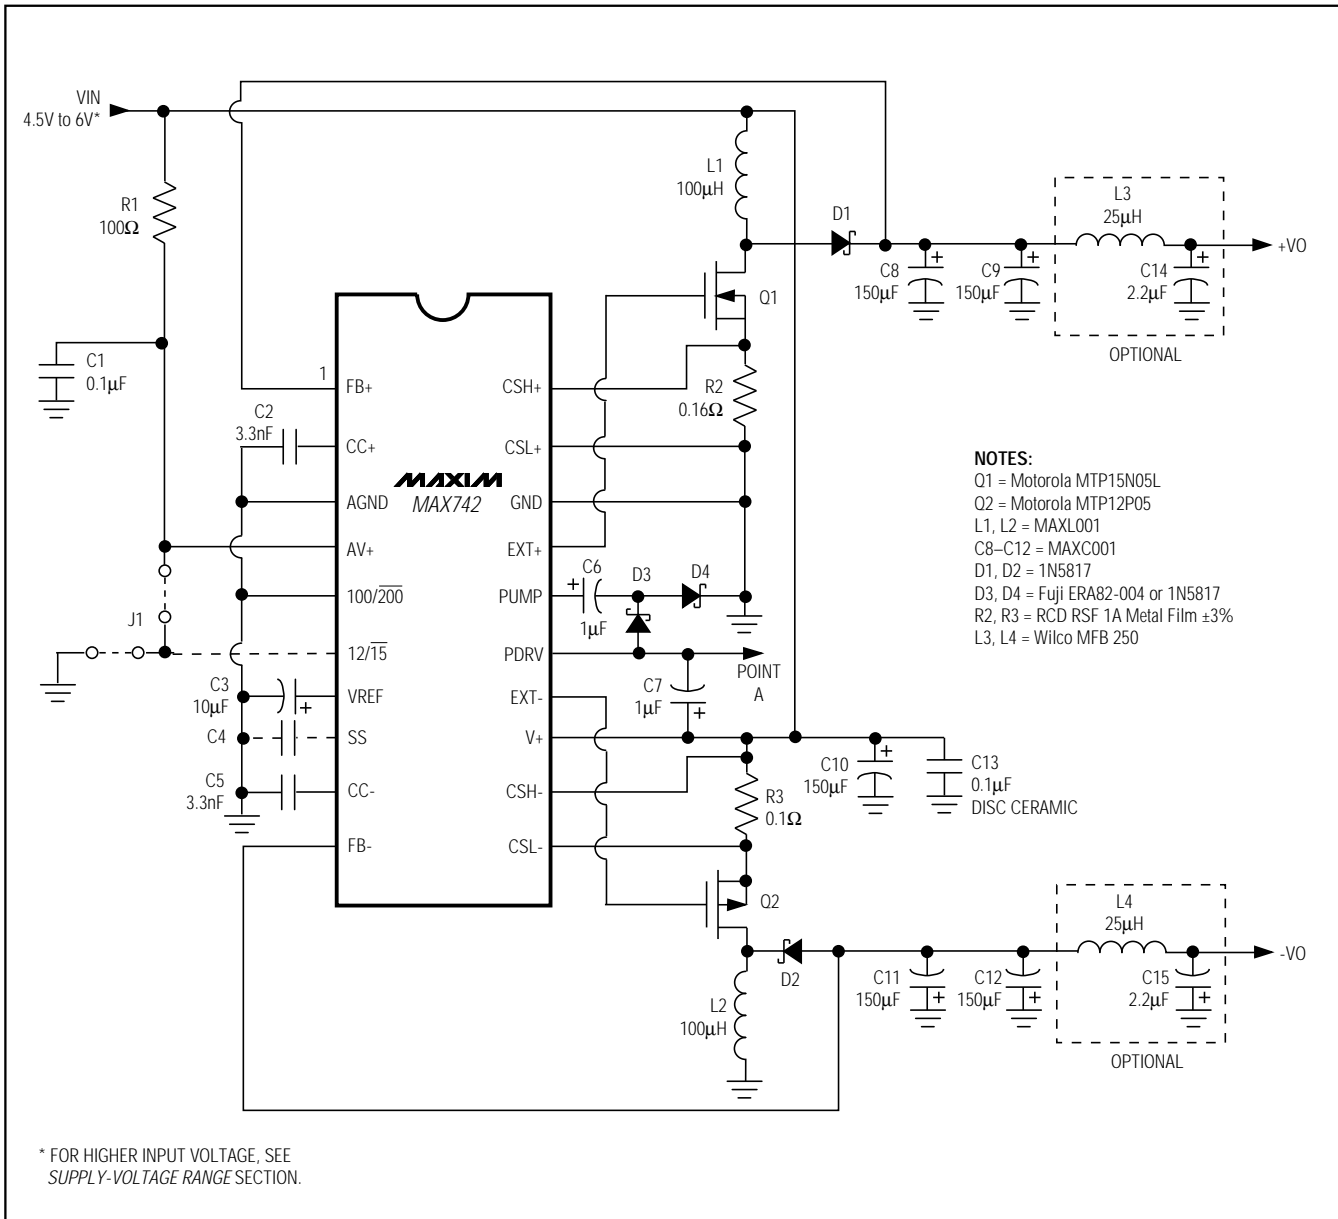 VIN
4.5V to 6V*
R1
100Ω
C1
0.1µF
C2
3.3nF
J1
C3
10µF
+
C4
C5
3.3nF
1
FB+
CC+
AGND
AV+
100/200
12/15
VREF
SS
CC-
FB-
MAXIM
MAX742
CSH+
CSL+
GND
EXT+
PUMP
PDRV
EXT-
V+
CSH-
CSL-
L1
100µH
D1
Q1
R2
0.16Ω
C6
+
1µF
D3
D4
POINT
A
C7
1µF
+
C8
150µF
+
C9
150µF
+
L3
25µH
C14
2.2µF
+
+VO
OPTIONAL
NOTES:
Q1 = Motorola MTP15N05L
Q2 = Motorola MTP12P05
L1, L2 = MAXL001
C8–C12 = MAXC001
D1, D2 = 1N5817
D3, D4 = Fuji ERA82-004 or 1N5817
R2, R3 = RCD RSF 1A Metal Film ±3%
L3, L4 = Wilco MFB 250
C10
150µF
+
C13
0.1µF
DISC CERAMIC
R3
0.1Ω
Q2
D2
L2
100µH
C11
150µF
+
C12
150µF
+
L4
25µH
C15
2.2µF
+
-VO
OPTIONAL
* FOR HIGHER INPUT VOLTAGE, SEE
SUPPLY-VOLTAGE RANGE SECTION.